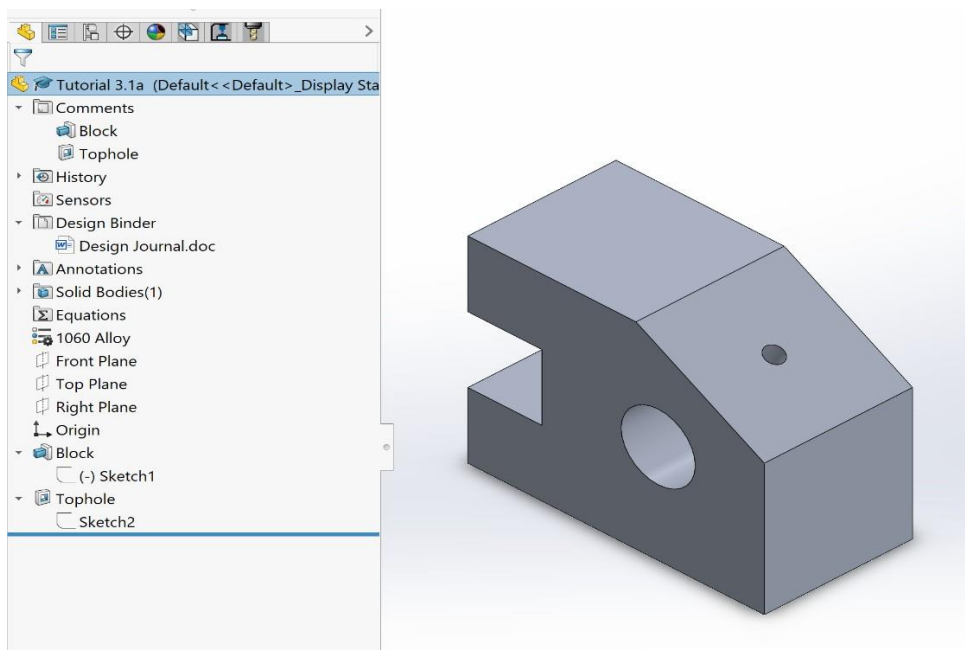 Tutorial 3.1a (Default<<Default>_Display Sta
Comments
Block
Tophole
History
Sensors
Design Binder
Design Journal.doc
Annotations
Solid Bodies(1)
Equations
1060 Alloy
Front Plane
Top Plane
Right Plane
Origin
Block
(-) Sketch1
Tophole
Sketch2